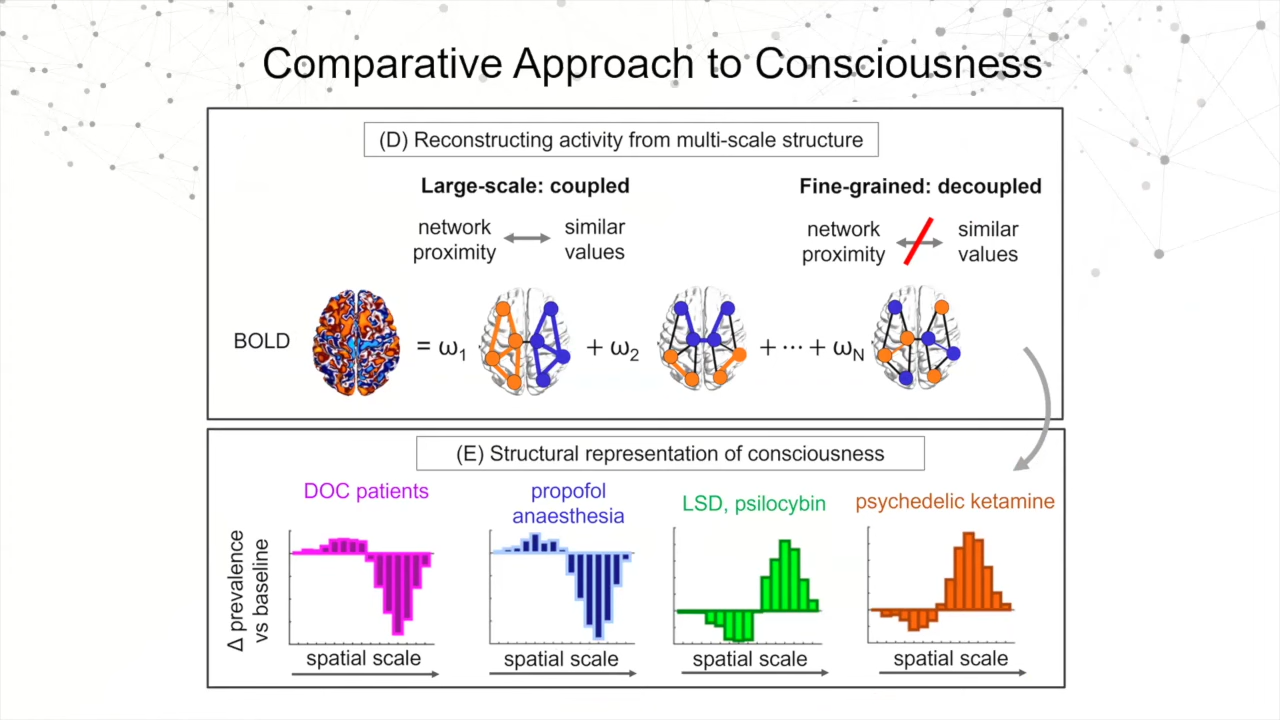 Comparative Approach to Consciousness
(D) Reconstructing activity from multi-scale structure
Large-scale: coupled
Fine-grained: decoupled
network proximity
similar values
network proximity
similar values
BOLD
= ω1
+ ω2
+ ··· + ωN
(E) Structural representation of consciousness
DOC patients
propofol
anaesthesia
LSD, psilocybin
psychedelic ketamine
Δ prevalence
vs baseline
spatial scale
spatial scale
spatial scale
spatial scale